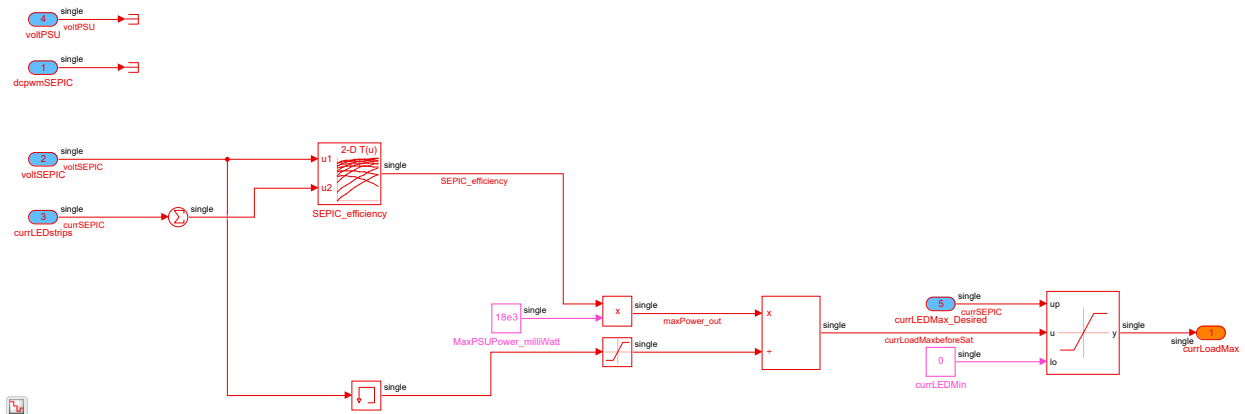 4
single
voltPSU
voltPSU
1
single
dcpwmSEPIC
2
single
voltSEPIC
voltSEPIC
3
single
currSEPIC
currLEDstrips
Σ
single
2-D T(u)
u1
u2
single
SEPIC_efficiency
SEPIC_efficiency
18e3
single
MaxPSUPower_milliWatt
x
single
maxPower_out
single
single
x
÷
single
currLoadMaxbeforeSat
5
single
currSEPIC
currLEDMax_Desired
0
single
currLEDMin
up
u
lo
y
single
1
single
currLoadMax